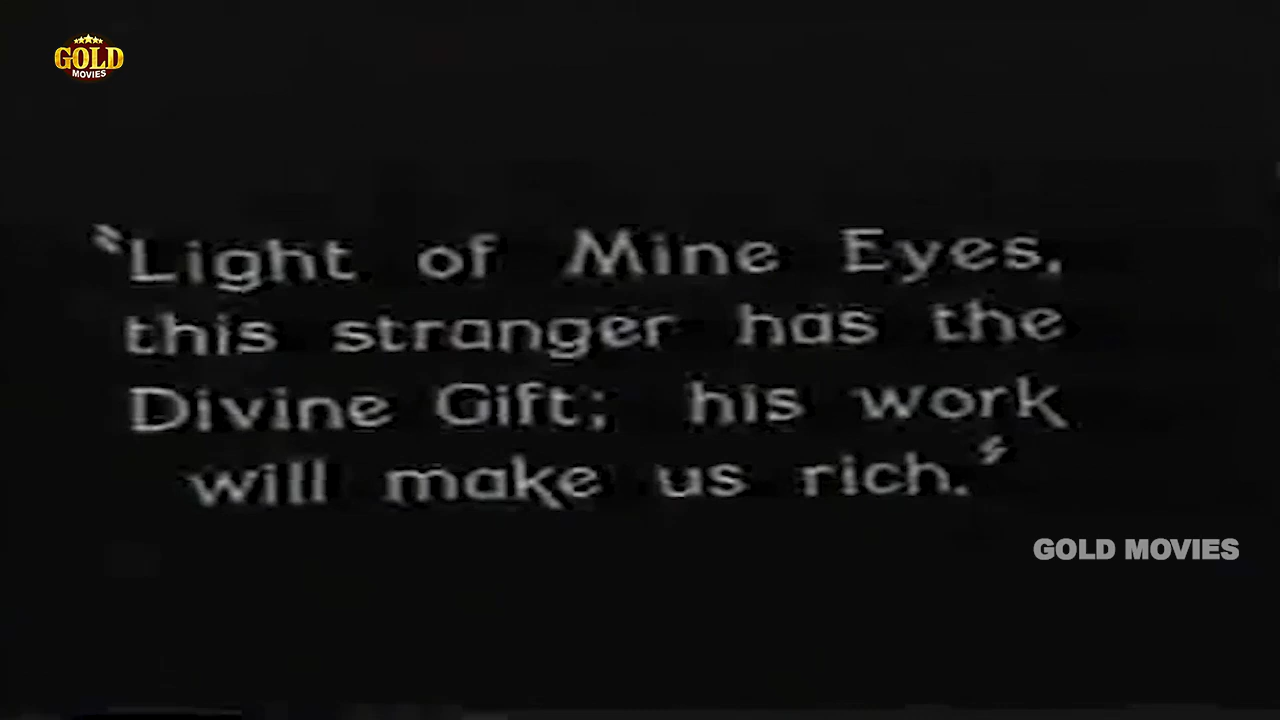 GOLD
MOVIES
"Light of Mine Eyes,
this stranger has the
Divine Gift; his work
will make us rich."
GOLD MOVIES